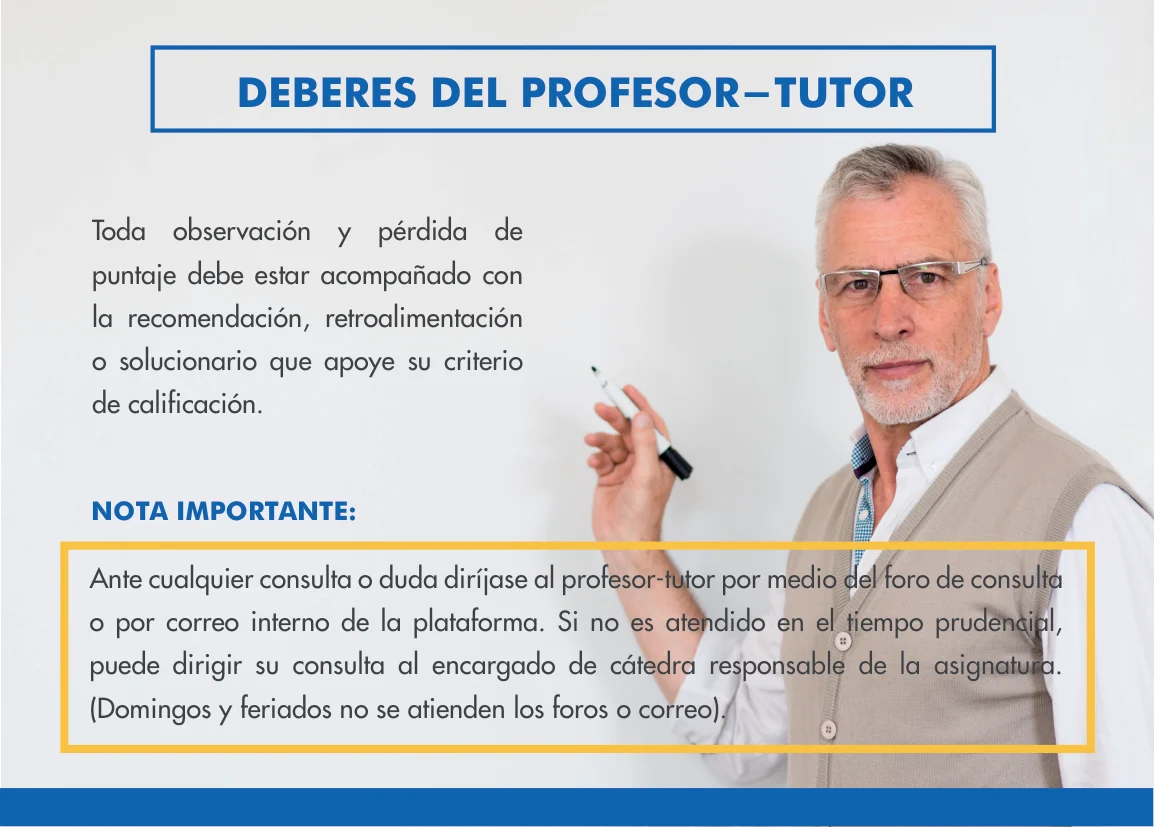 DEBERES DEL PROFESOR–TUTOR
Toda observación y pérdida de
puntaje debe estar acompañado con
la recomendación, retroalimentación
o solucionario que apoye su criterio
de calificación.
NOTA IMPORTANTE:
Ante cualquier consulta o duda diríjase al profesor-tutor por medio del foro de consulta
o por correo interno de la plataforma. Si no es atendido en el tiempo prudencial,
puede dirigir su consulta al encargado de cátedra responsable de la asignatura.
(Domingos y feriados no se atienden los foros o correo).